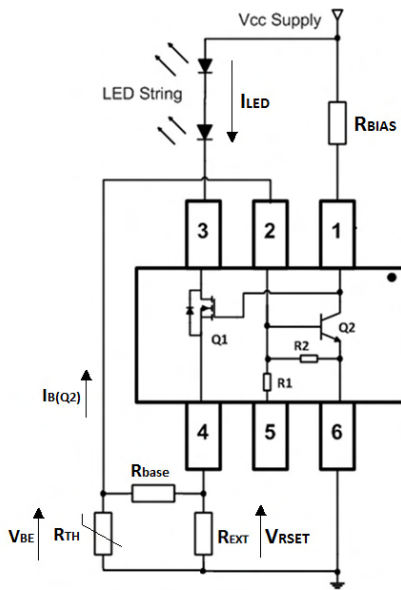 Vcc Supply
LED String
ILED
RBIAS
3
2
1
Q1
Q2
R2
R1
IB(Q2)
4
5
6
Rbase
VBE
RTH
REXT
VRSET